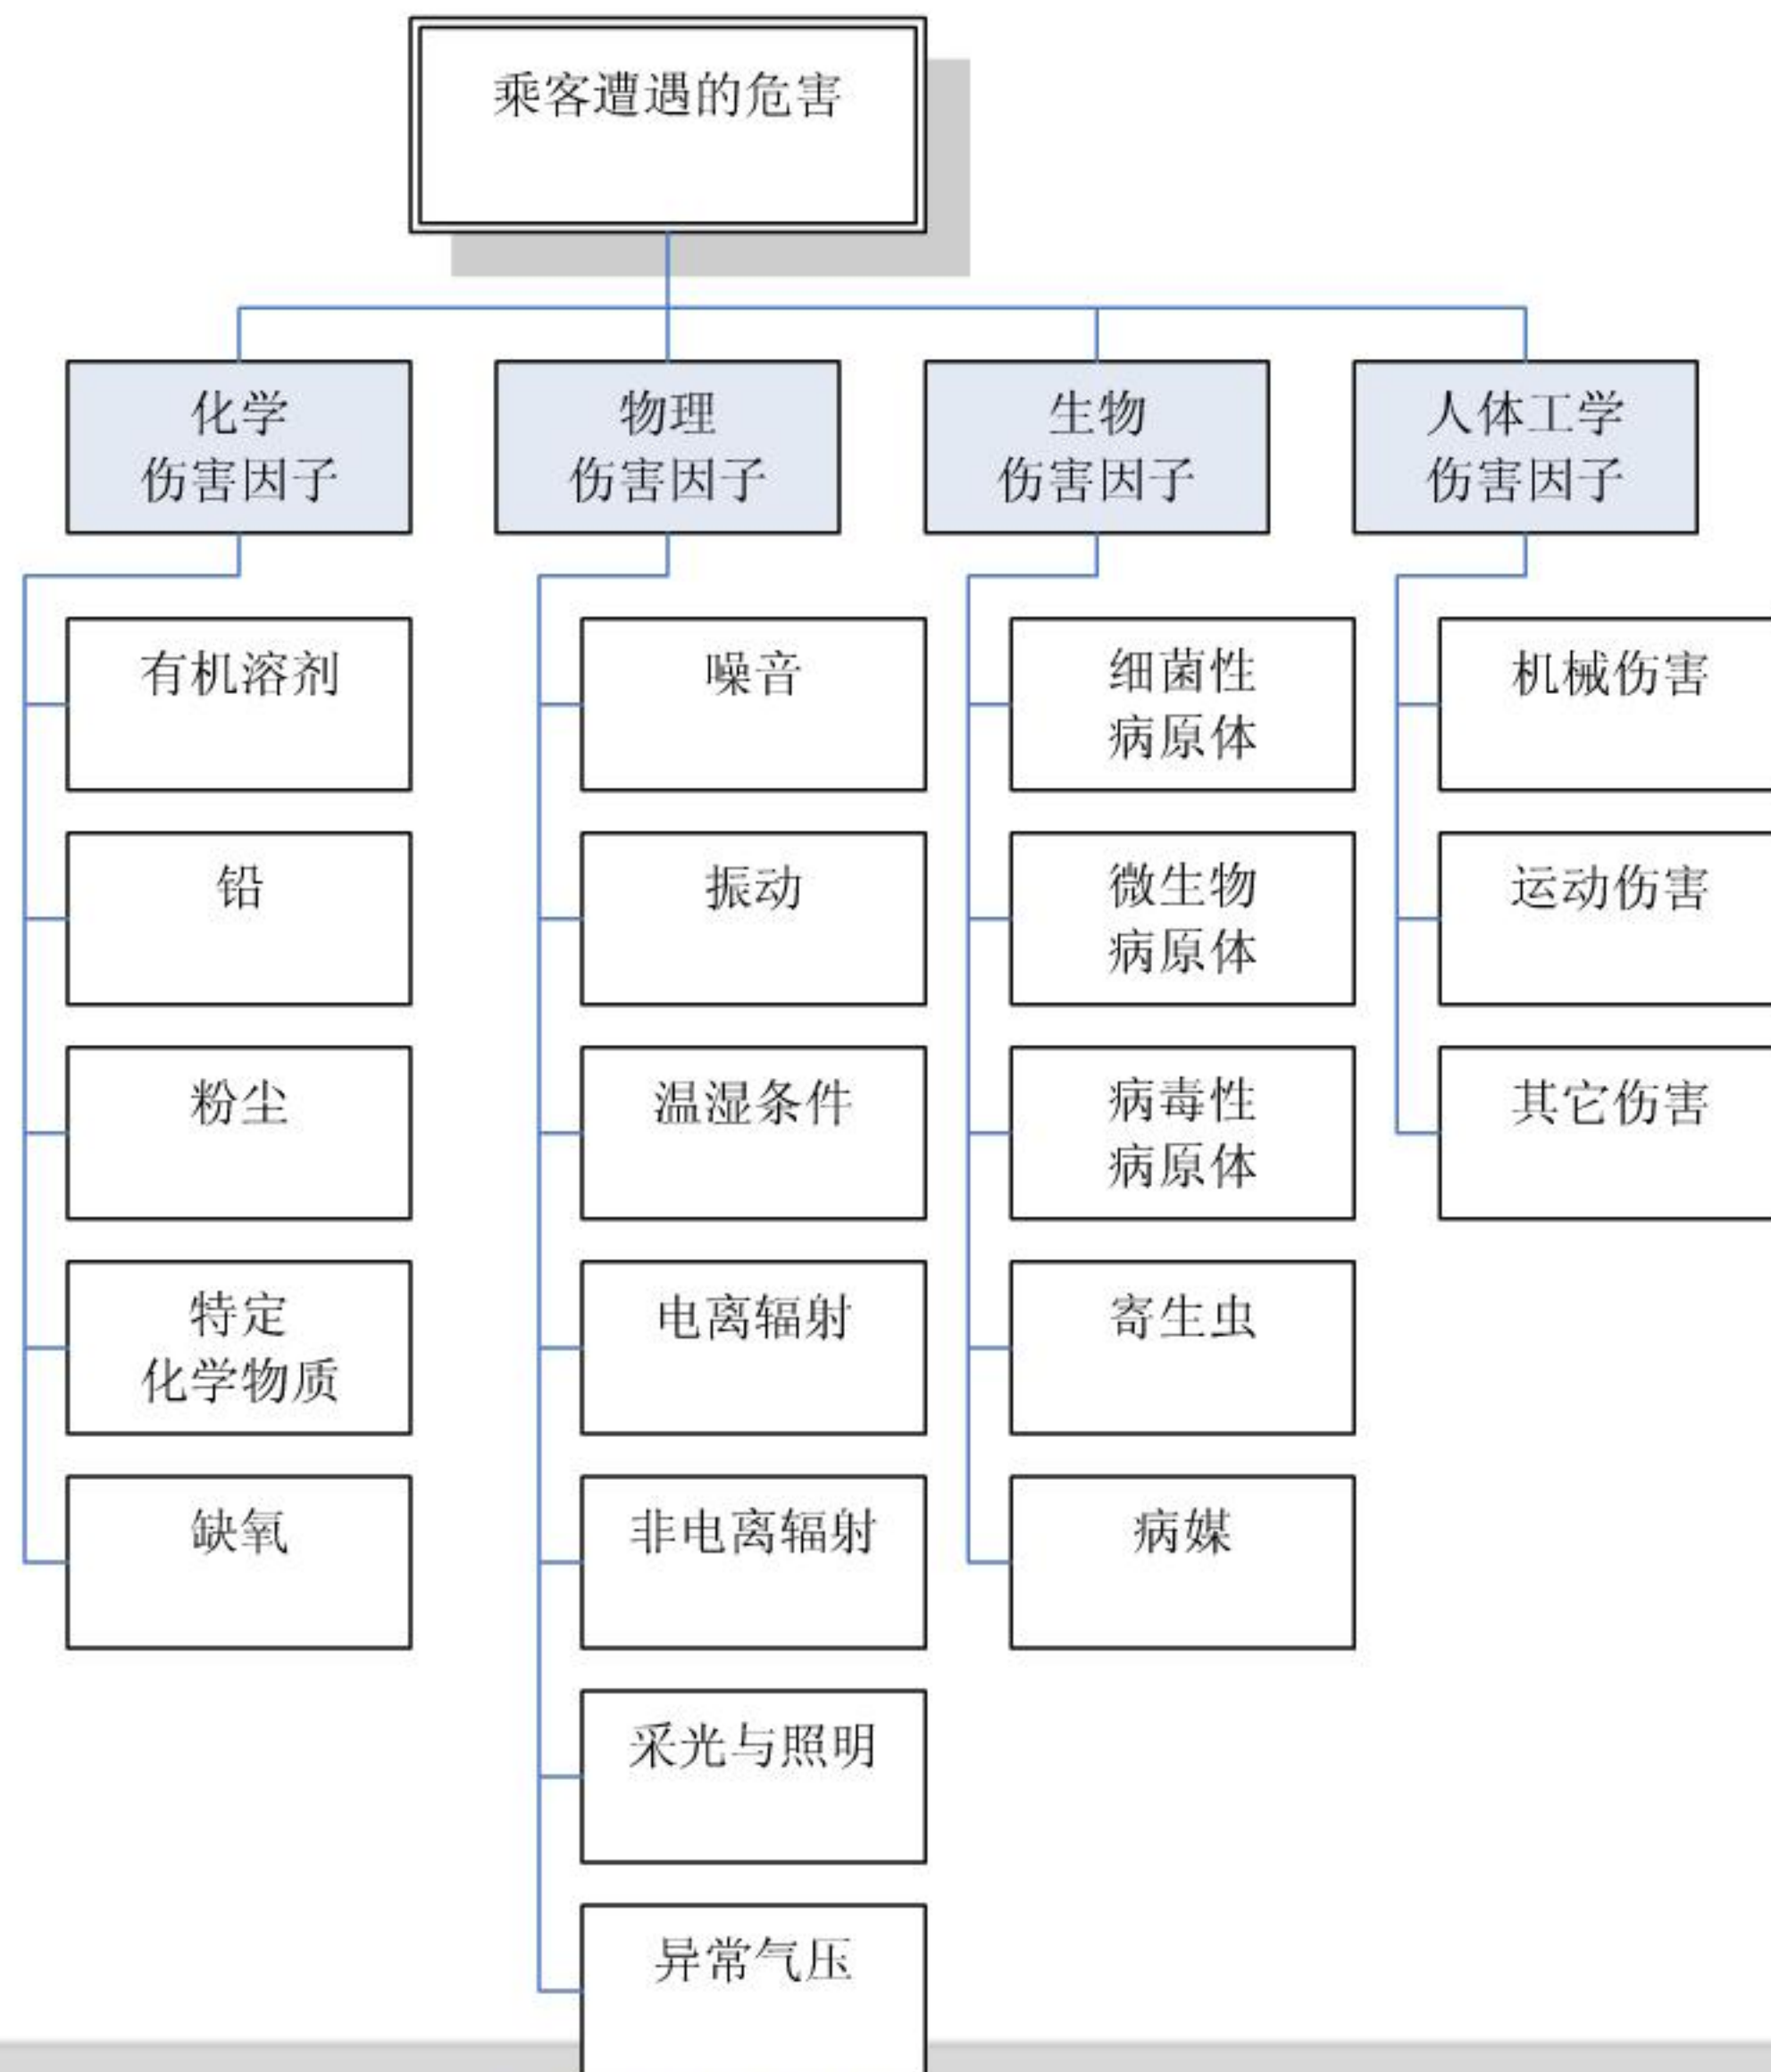 乘客遭遇的危害
化学
伤害因子
物理
伤害因子
生物
伤害因子
人体工学
伤害因子
有机溶剂
铅
粉尘
特定
化学物质
缺氧
噪音
振动
温湿条件
电离辐射
非电离辐射
采光与照明
异常气压
细菌性
病原体
微生物
病原体
病毒性
病原体
寄生虫
病媒
机械伤害
运动伤害
其它伤害